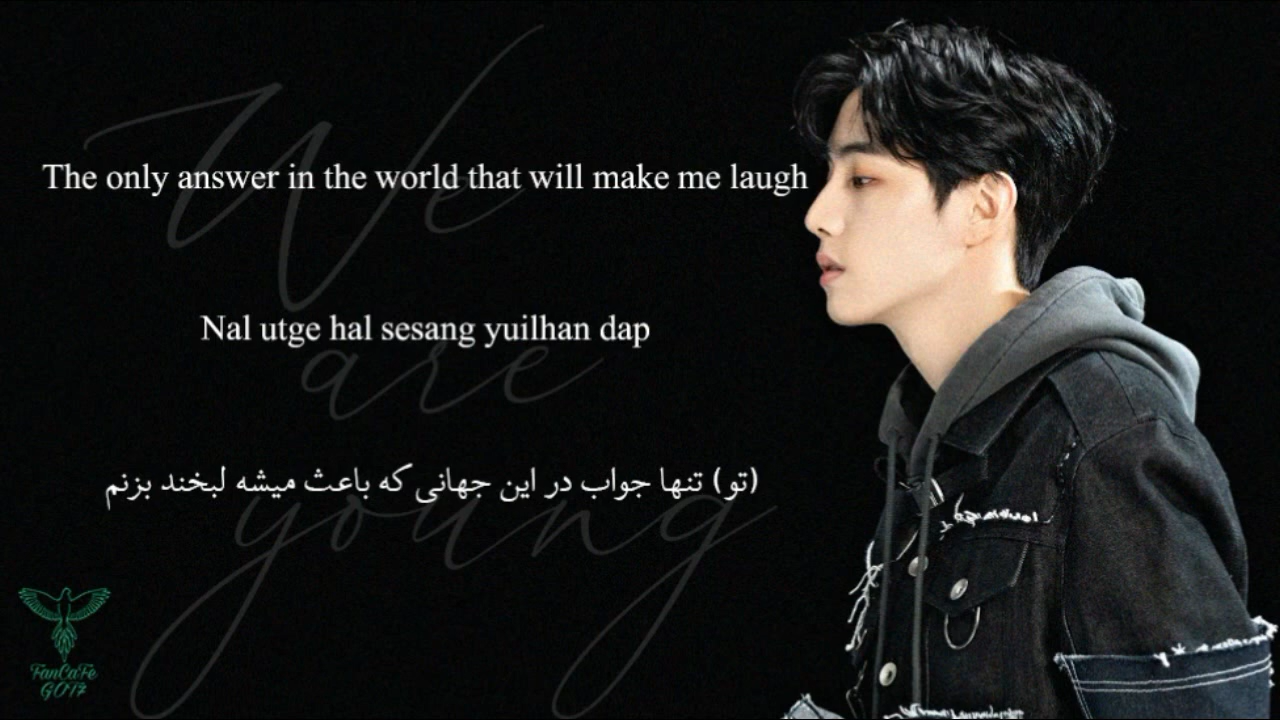 We
The only answer in the world that will make me laugh
Nal utge hal sesang yuilhan dap
are
(تو) تنها جواب در این جهانی که باعث میشه لبخند بزنم
young
FanCaFe
GOT7